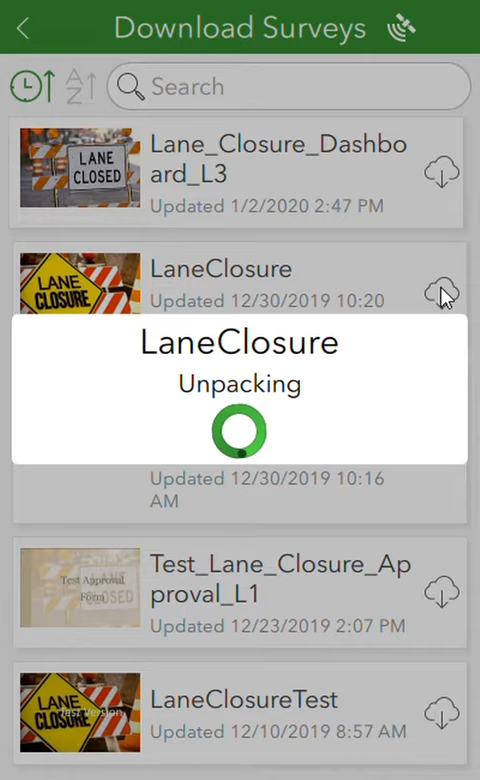 Download Surveys
A
Z
Search
LANE
CLOSED
Lane_Closure_Dashbo
ard_L3
Updated 1/2/2020 2:47 PM
LANE
CLOSURE
LaneClosure
Updated 12/30/2019 10:20
LaneClosure
Unpacking
Updated 12/30/2019 10:16
AM
Test Approval
Form
CLOSED
Test_Lane_Closure_Ap
proval_L1
Updated 12/23/2019 2:07 PM
LANE
CLOSURE
Test Version
LaneClosureTest
Updated 12/10/2019 8:57 AM